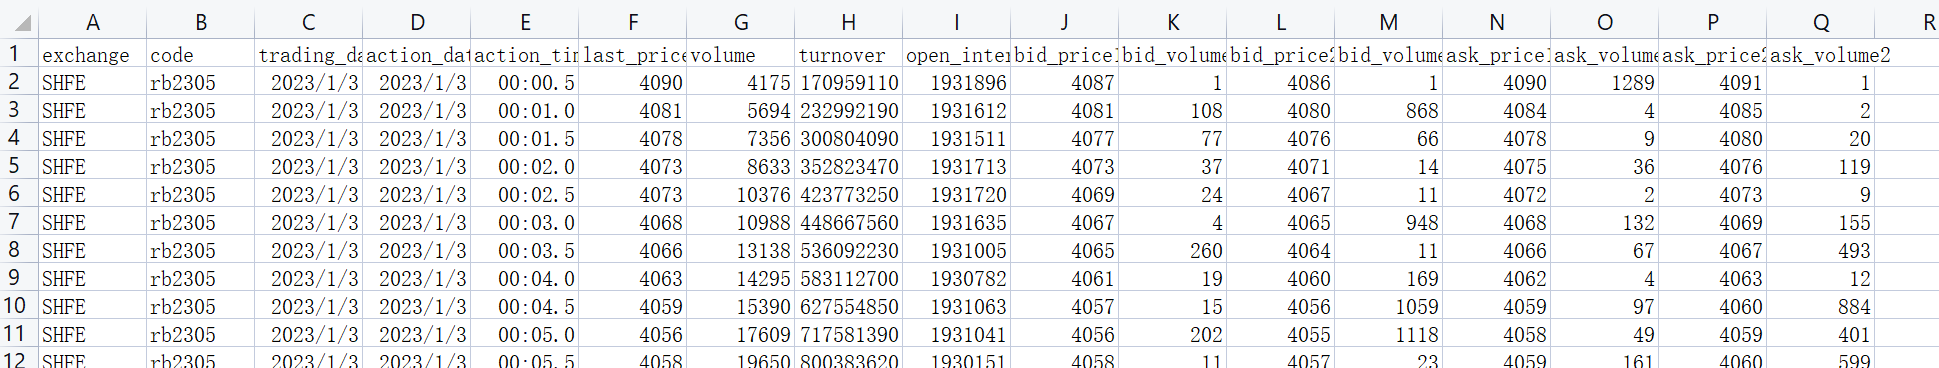 A B C D E F G H I J K L M N O P Q R
1 exchange code trading_da action_dat action_tim last_price volume turnover open_inter bid_price1 bid_volume bid_price2 bid_volume ask_price1 ask_volume ask_price2 ask_volume2
2 SHFE rb2305 2023/1/3 2023/1/3 00:00.5 4090 4175 170959110 1931896 4087 1 4086 1 4090 1289 4091 1
3 SHFE rb2305 2023/1/3 2023/1/3 00:01.0 4081 5694 232992190 1931612 4081 108 4080 868 4084 4 4085 2
4 SHFE rb2305 2023/1/3 2023/1/3 00:01.5 4078 7356 300804090 1931511 4077 77 4076 66 4078 9 4080 20
5 SHFE rb2305 2023/1/3 2023/1/3 00:02.0 4073 8633 352823470 1931713 4073 37 4071 14 4075 36 4076 119
6 SHFE rb2305 2023/1/3 2023/1/3 00:02.5 4073 10376 423773250 1931720 4069 24 4067 11 4072 2 4073 9
7 SHFE rb2305 2023/1/3 2023/1/3 00:03.0 4068 10988 448667560 1931635 4067 4 4065 948 4068 132 4069 155
8 SHFE rb2305 2023/1/3 2023/1/3 00:03.5 4066 13138 536092230 1931005 4065 260 4064 11 4066 67 4067 493
9 SHFE rb2305 2023/1/3 2023/1/3 00:04.0 4063 14295 583112700 1930782 4061 19 4060 169 4062 4 4063 12
10 SHFE rb2305 2023/1/3 2023/1/3 00:04.5 4059 15390 627554850 1931063 4057 15 4056 1059 4059 97 4060 884
11 SHFE rb2305 2023/1/3 2023/1/3 00:05.0 4056 17609 717581390 1931041 4056 202 4055 1118 4058 49 4059 401
12 SHFE rb2305 2023/1/3 2023/1/3 00:05.5 4058 19650 800383620 1930151 4058 11 4057 23 4059 161 4060 599